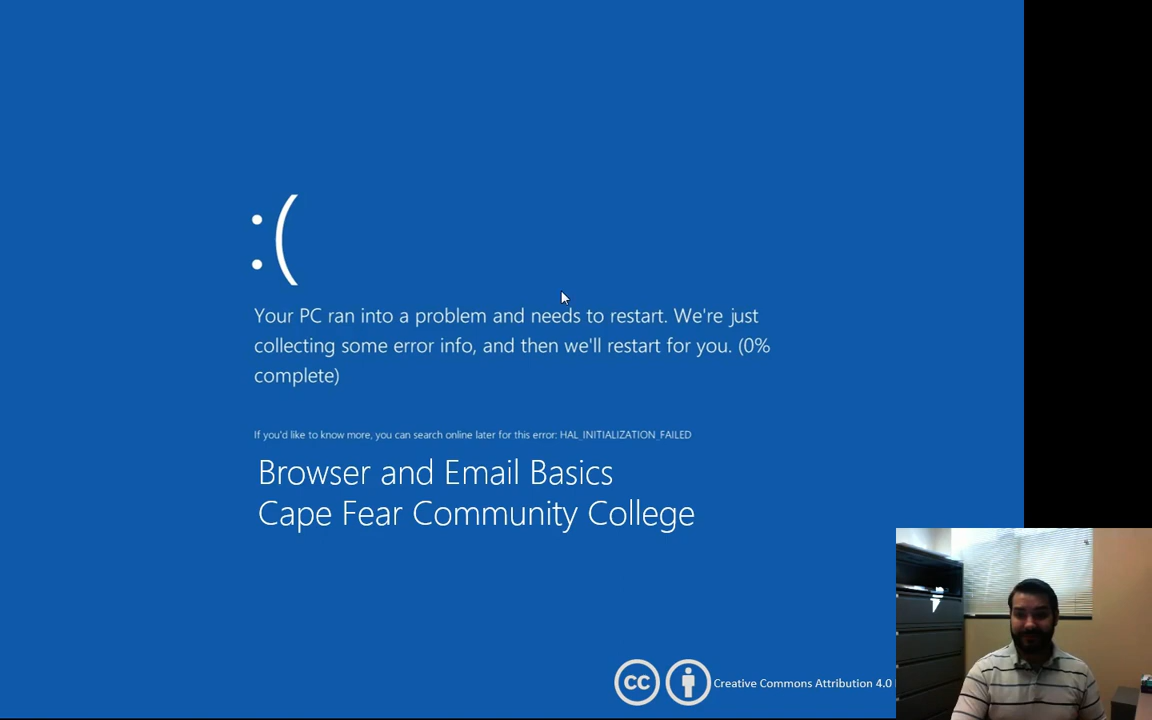 :(
Your PC ran into a problem and needs to restart. We're just
collecting some error info, and then we'll restart for you. (0%
complete)
If you'd like to know more, you can search online later for this error: HAL_INITIALIZATION_FAILED
Browser and Email Basics
Cape Fear Community College
cc
Creative Commons Attribution 4.0